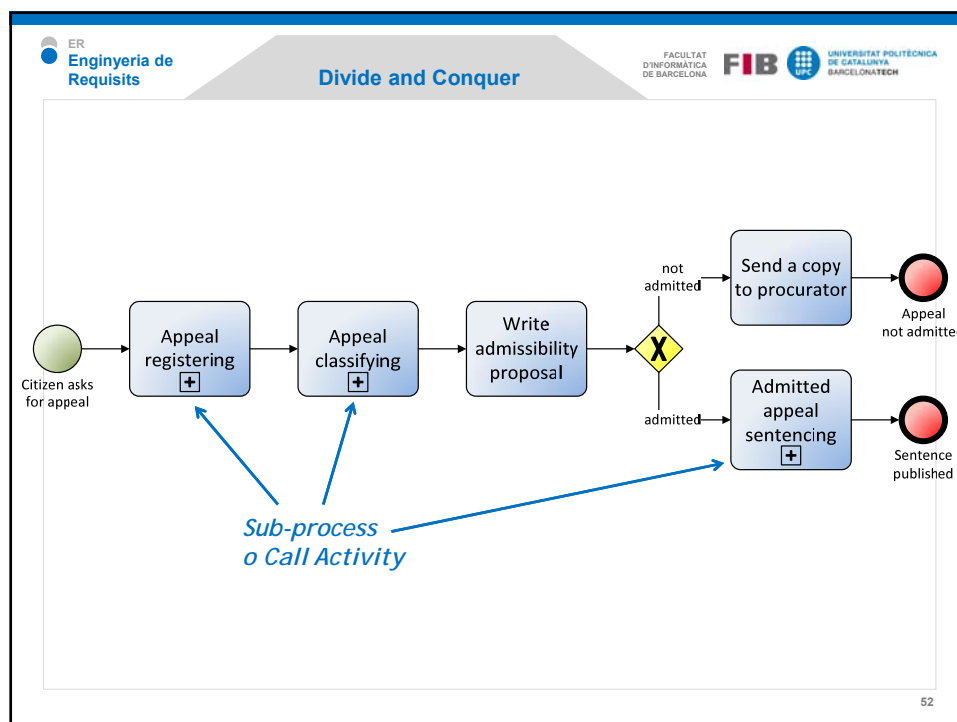 ER
Enginyeria de
Requisits
Divide and Conquer
FACULTAT
D'INFORMÀTICA
DE BARCELONA
FIB
UPC
UNIVERSITAT POLITÈCNICA
DE CATALUNYA
BARCELONATECH
Citizen asks
for appeal
Appeal
registering
+
Appeal
classifying
+
Write
admissibility
proposal
X
not
admitted
Send a copy
to procurator
Appeal
not admitted
admitted
Admitted
appeal
sentencing
+
Sentence
published
Sub-process
o Call Activity
52